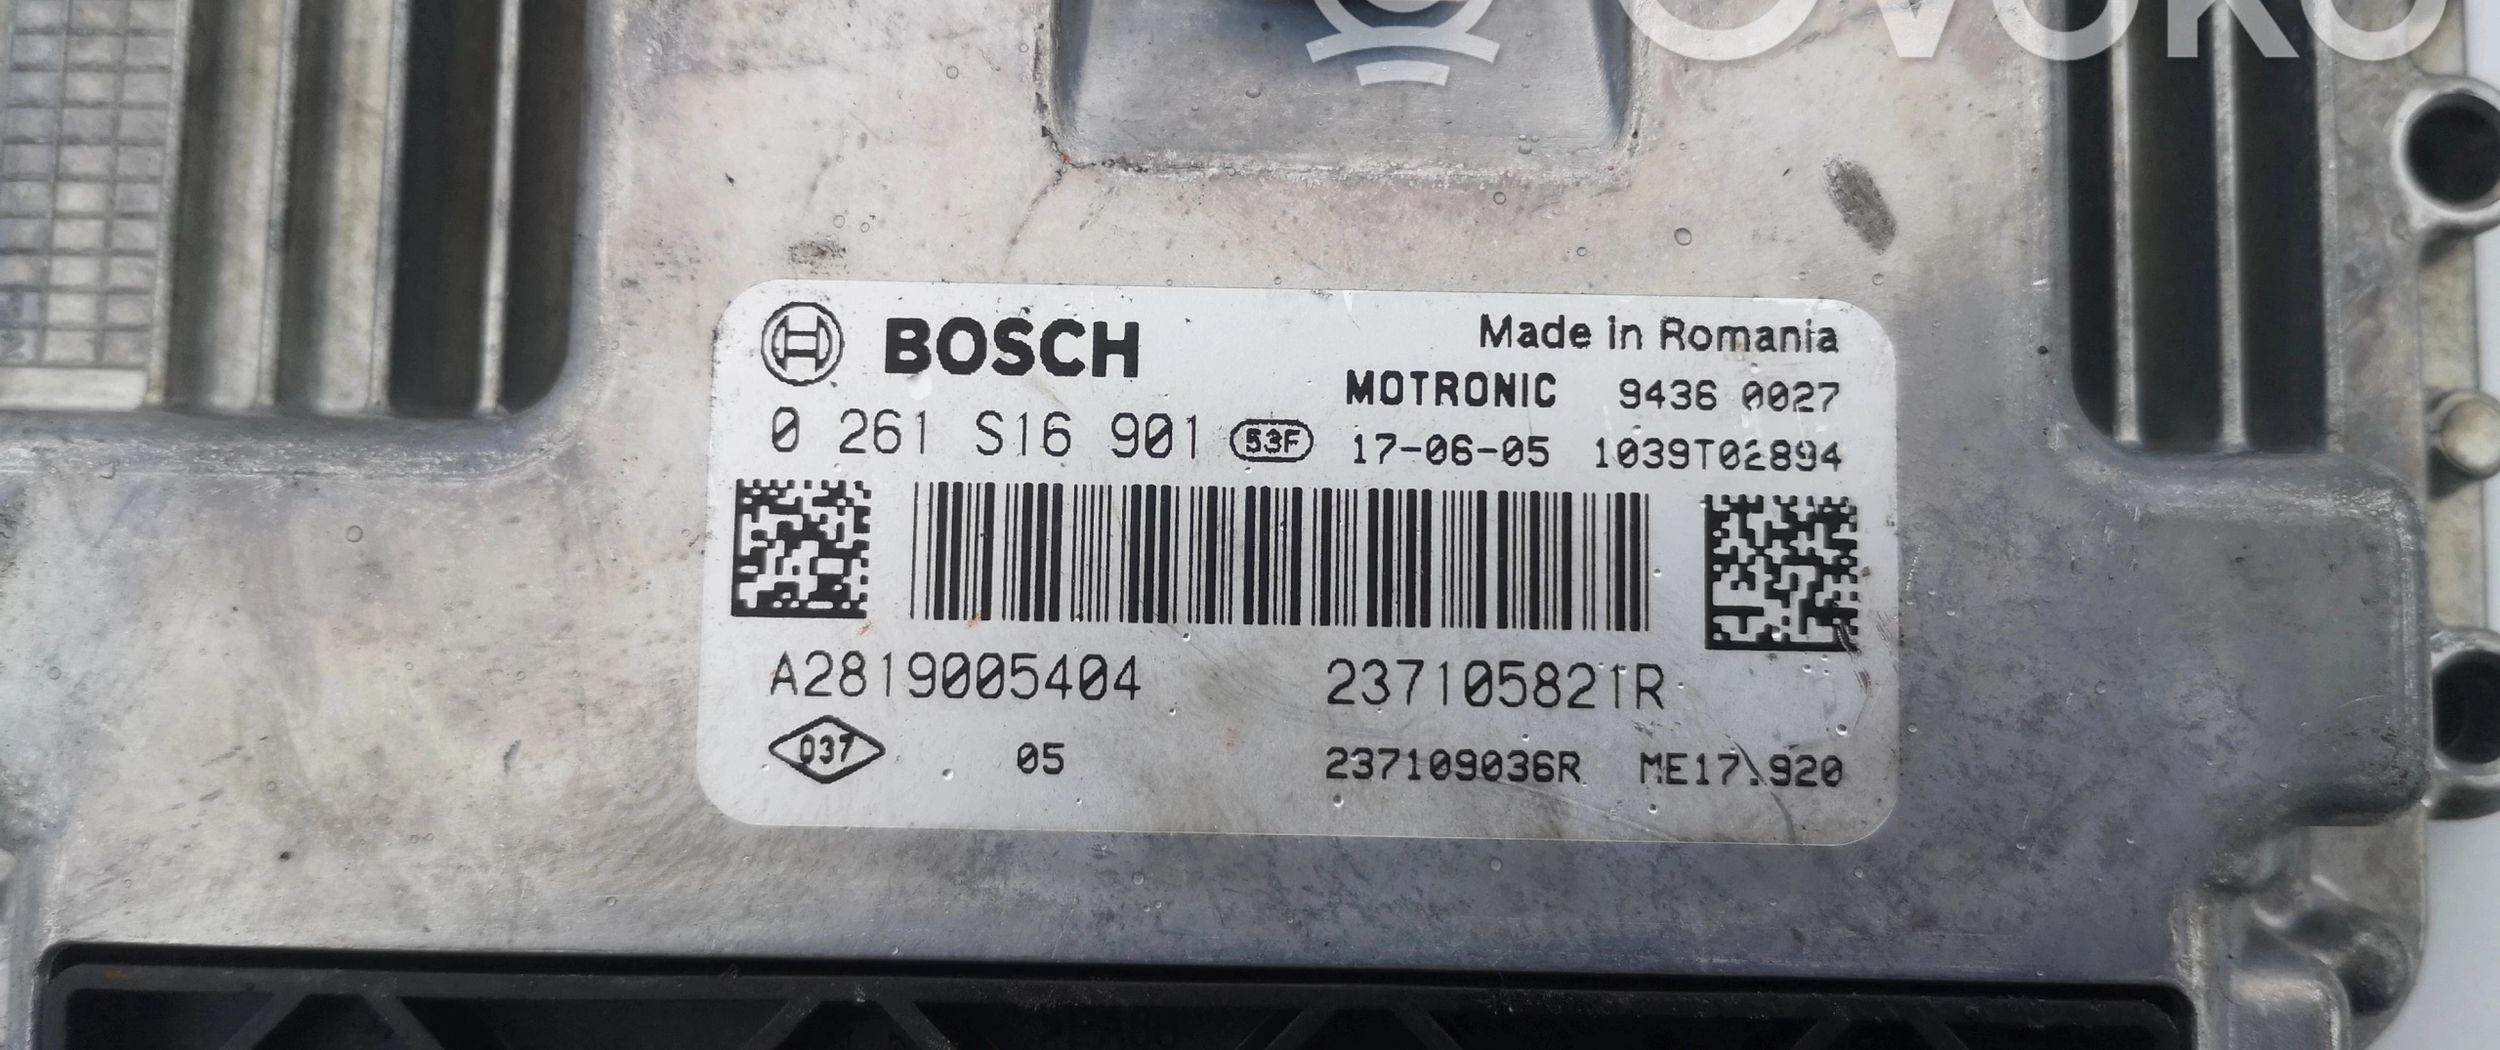 OVOKO
BOSCH
Made in Romania
MOTRONIC 9436 0027
0 261 S16 901 53F 17-06-05 1039T02894
A2819005404 237105821R
037 05 237109036R ME17.920